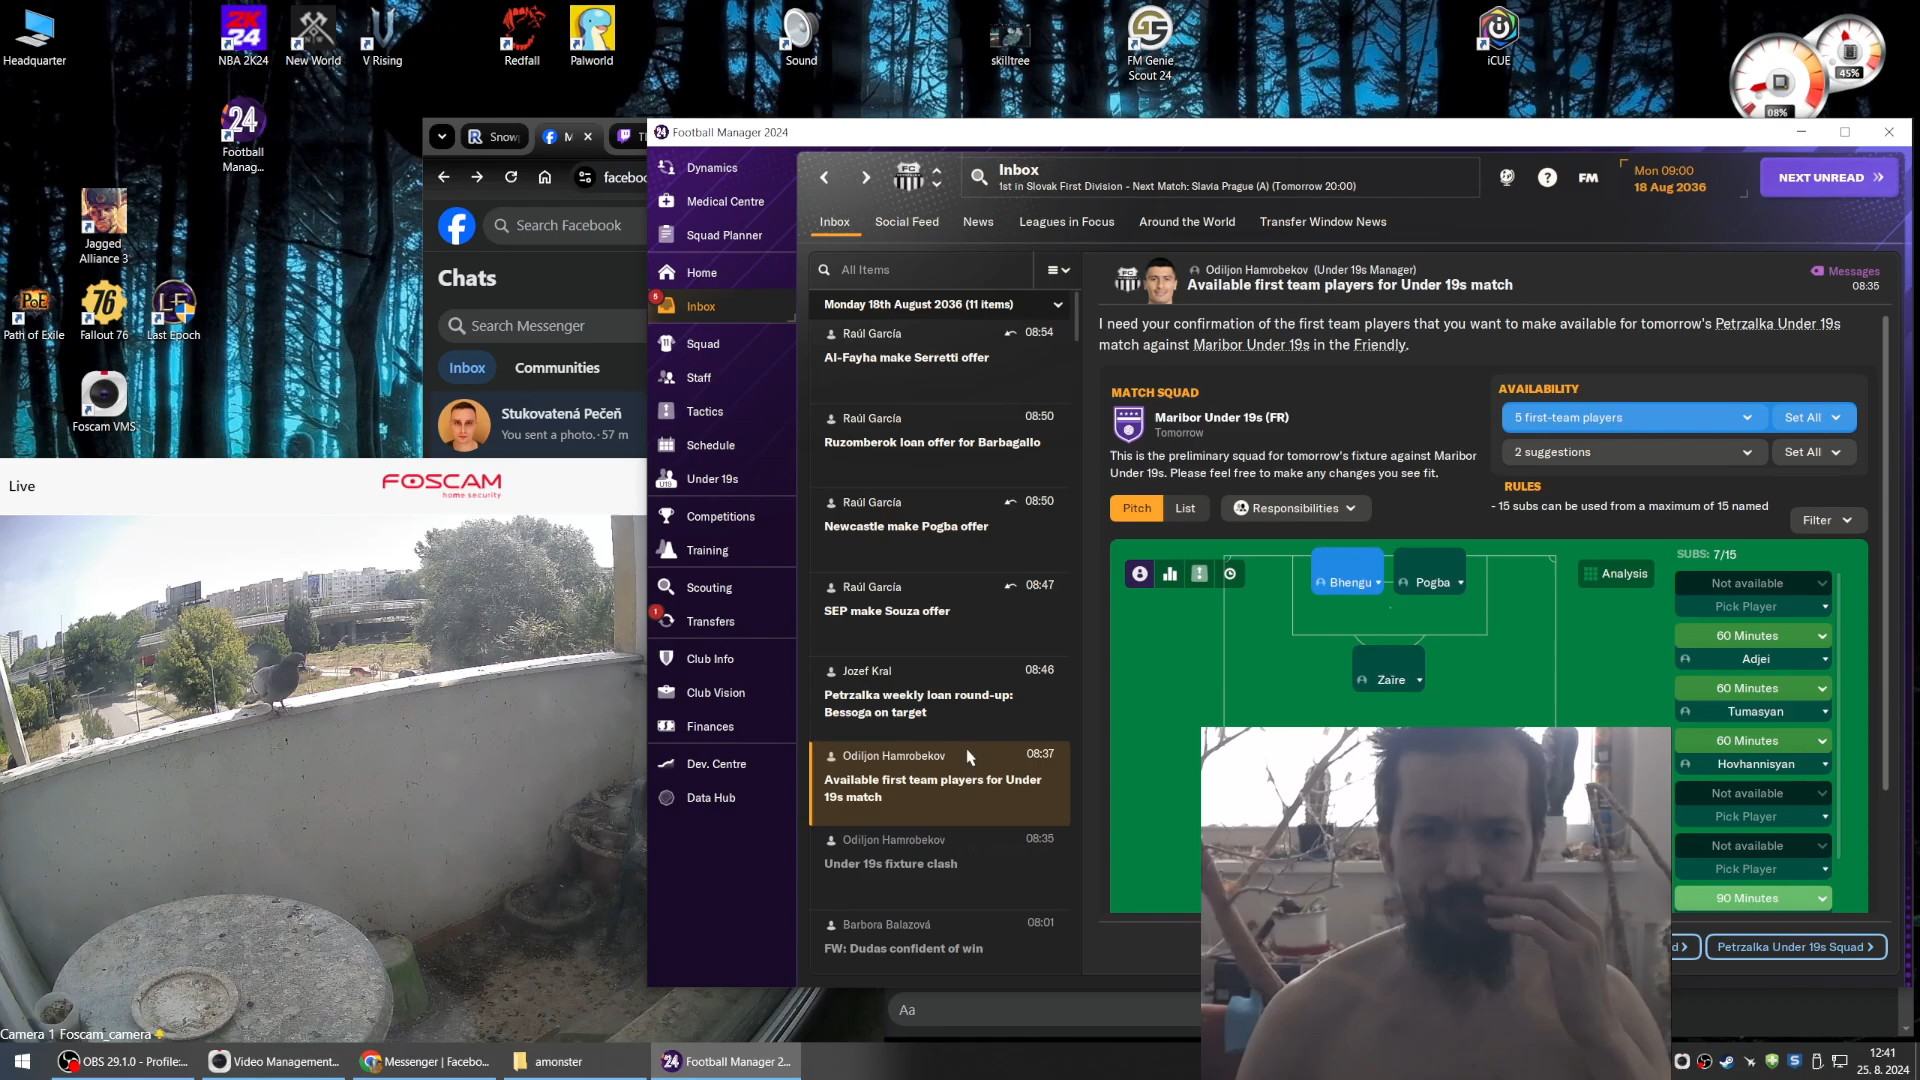 Headquarter
NBA 2K24
New World
V Rising
Redfall
Palworld
Sound
skilltree
FM Genie
Scout 24
iCUE
45%
08%
24
Football
Manag...
Jagged
Alliance 3
Path of Exile
Fallout 76
Last Epoch
Foscam VMS
Snow
M
facebo
Search Facebook
Chats
Search Messenger
Inbox
Communities
Stukovatená Pečeň
You sent a photo. · 57 m
Live
FOSCAM
home security
Camera 1 Foscam_camera
Football Manager 2024
Dynamics
Medical Centre
Squad Planner
Home
5
Inbox
Squad
Staff
Tactics
Schedule
Under 19s
Competitions
Training
Scouting
1
Transfers
Club Info
Club Vision
Finances
Dev. Centre
Data Hub
Inbox
1st in Slovak First Division - Next Match: Slavia Prague (A) (Tomorrow 20:00)
FM
Mon 09:00
18 Aug 2036
NEXT UNREAD
Inbox
Social Feed
News
Leagues in Focus
Around the World
Transfer Window News
All Items
Monday 18th August 2036 (11 items)
Raúl García 08:54
Al-Fayha make Serretti offer
Raúl García 08:50
Ruzomberok loan offer for Barbagallo
Raúl García 08:50
Newcastle make Pogba offer
Raúl García 08:47
SEP make Souza offer
Jozef Kral 08:46
Petrzalka weekly loan round-up:
Bessoga on target
Odiljon Hamrobekov 08:37
Available first team players for Under
19s match
Odiljon Hamrobekov 08:35
Under 19s fixture clash
Barbora Balazová 08:01
FW: Dudas confident of win
Odiljon Hamrobekov (Under 19s Manager)
Available first team players for Under 19s match
Messages
08:35
I need your confirmation of the first team players that you want to make available for tomorrow's Petrzalka Under 19s
match against Maribor Under 19s in the Friendly.
MATCH SQUAD
Maribor Under 19s (FR)
Tomorrow
This is the preliminary squad for tomorrow's fixture against Maribor
Under 19s. Please feel free to make any changes you see fit.
AVAILABILITY
5 first-team players
Set All
2 suggestions
Set All
RULES
- 15 subs can be used from a maximum of 15 named
Pitch
List
Responsibilities
Filter
Analysis
Bhengu
Pogba
Zaïre
SUBS: 7/15
Not available
Pick Player
60 Minutes
Adjei
60 Minutes
Tumasyan
60 Minutes
Hovhannisyan
Not available
Pick Player
Not available
Pick Player
90 Minutes
Petrzalka Under 19s Squad
Aa
OBS 29.1.0 - Profile:...
Video Management...
Messenger | Facebo...
amonster
Football Manager 2...
12:41
25. 8. 2024